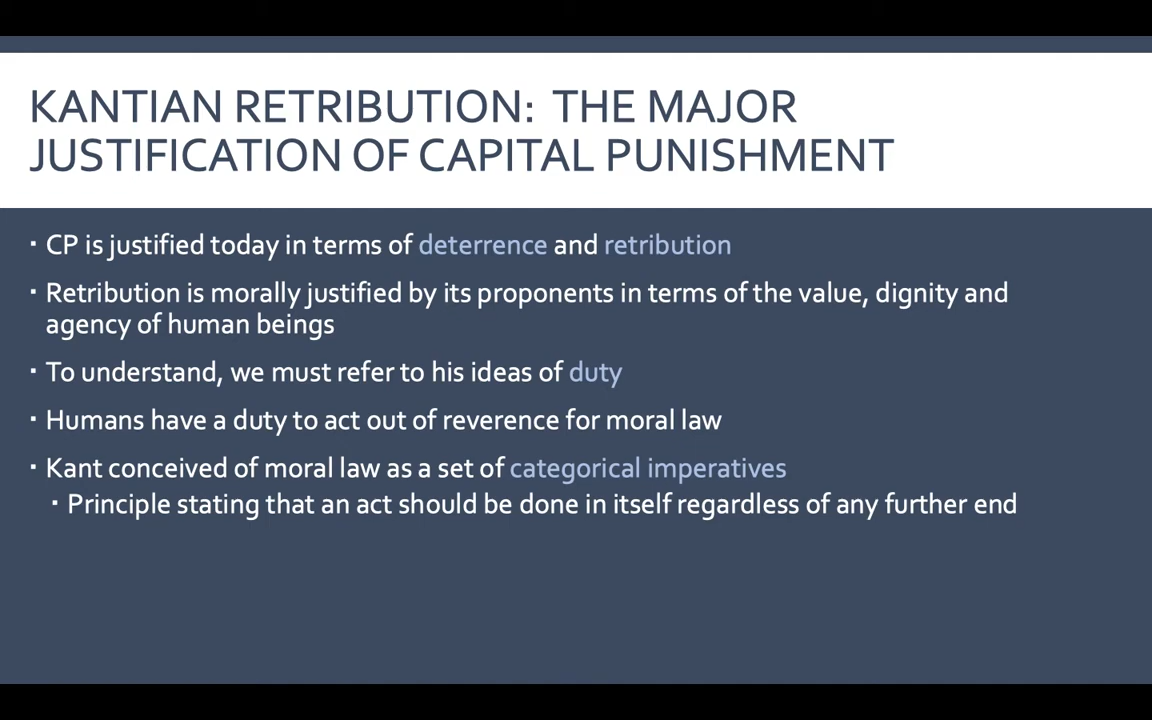 KANTIAN RETRIBUTION: THE MAJOR
JUSTIFICATION OF CAPITAL PUNISHMENT
▪ CP is justified today in terms of deterrence and retribution
▪ Retribution is morally justified by its proponents in terms of the value, dignity and
agency of human beings
▪ To understand, we must refer to his ideas of duty
▪ Humans have a duty to act out of reverence for moral law
▪ Kant conceived of moral law as a set of categorical imperatives
▪ Principle stating that an act should be done in itself regardless of any further end